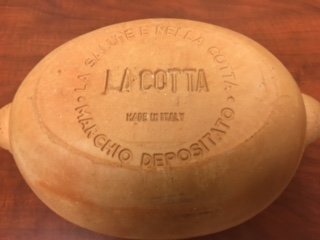 · LA SALUTE È NELLA COTTA ·
LA COTTA
MADE IN ITALY
MARCHIO DEPOSITATO